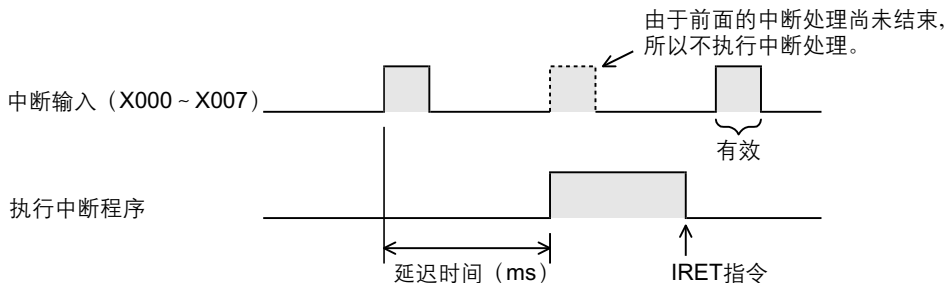 由于前面的中断处理尚未结束,
所以不执行中断处理。
中断输入（X000 ~ X007）
有效
执行中断程序
延迟时间（ms）
IRET指令